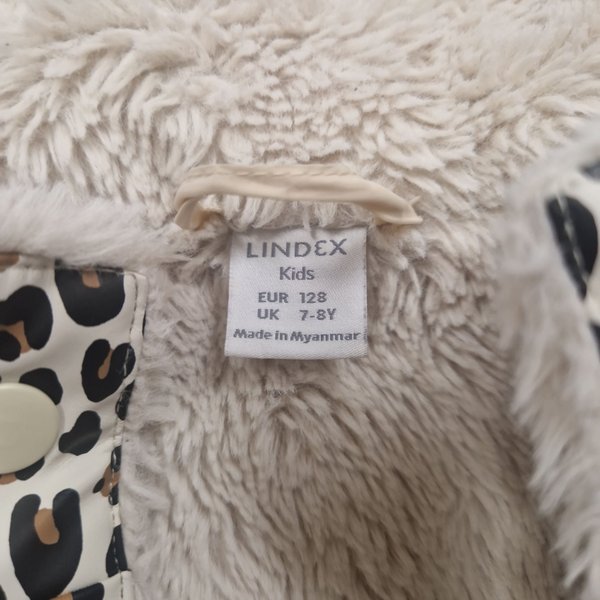 LINDEX
Kids
EUR 128
UK 7-8Y
Made in Myanmar